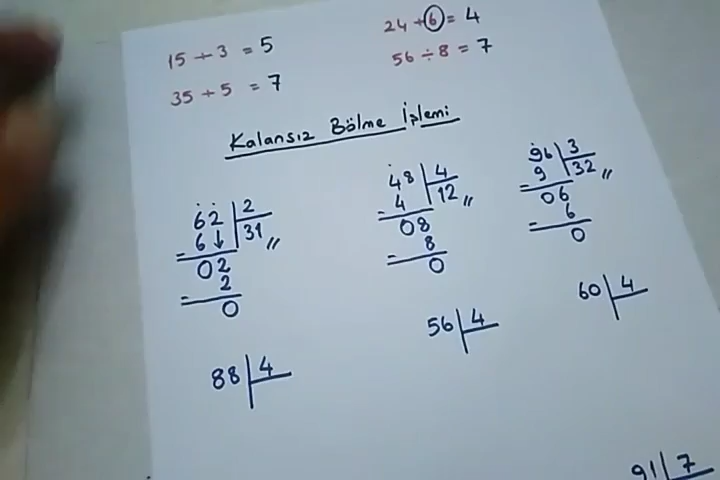 15 ÷ 3 = 5
35 ÷ 5 = 7
24 ÷ 6 = 4
56 ÷ 8 = 7
Kalansız Bölme İşlemi
62 | 2
6 31 //
02
2
0
48 | 4
4 12 //
08
8
0
96 | 3
9 32 //
06
6
0
88 | 4
56 | 4
60 | 4
91 | 7